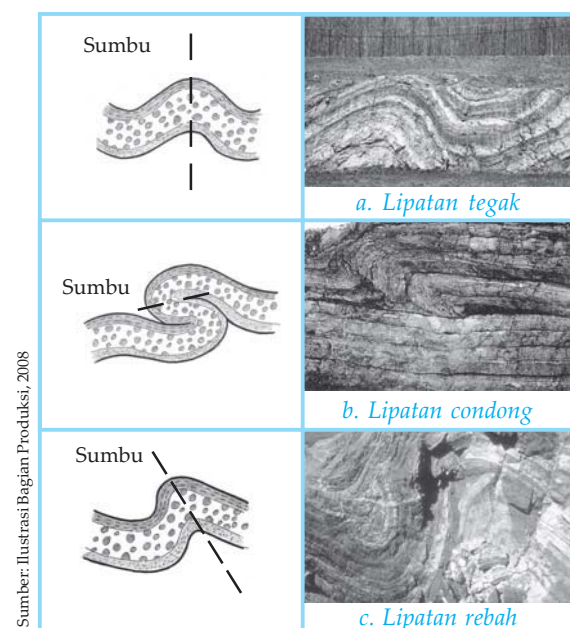 Sumbu
a. Lipatan tegak
Sumbu
b. Lipatan condong
Sumbu
c. Lipatan rebah
Sumber: Ilustrasi Bagian Produksi, 2008